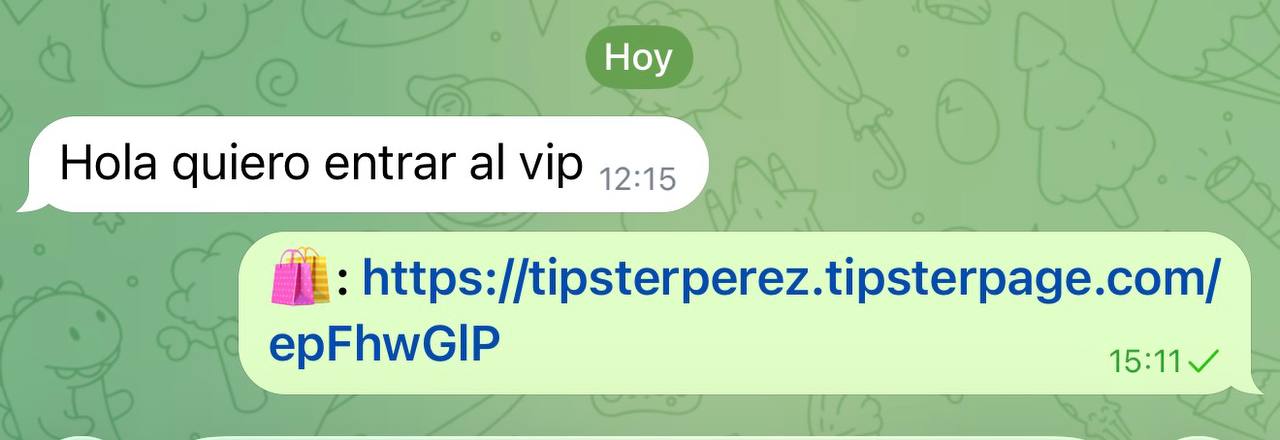 Hoy
Hola quiero entrar al vip 12:15
🛍️: https://tipsterperez.tipsterpage.com/
epFhwGlP 15:11